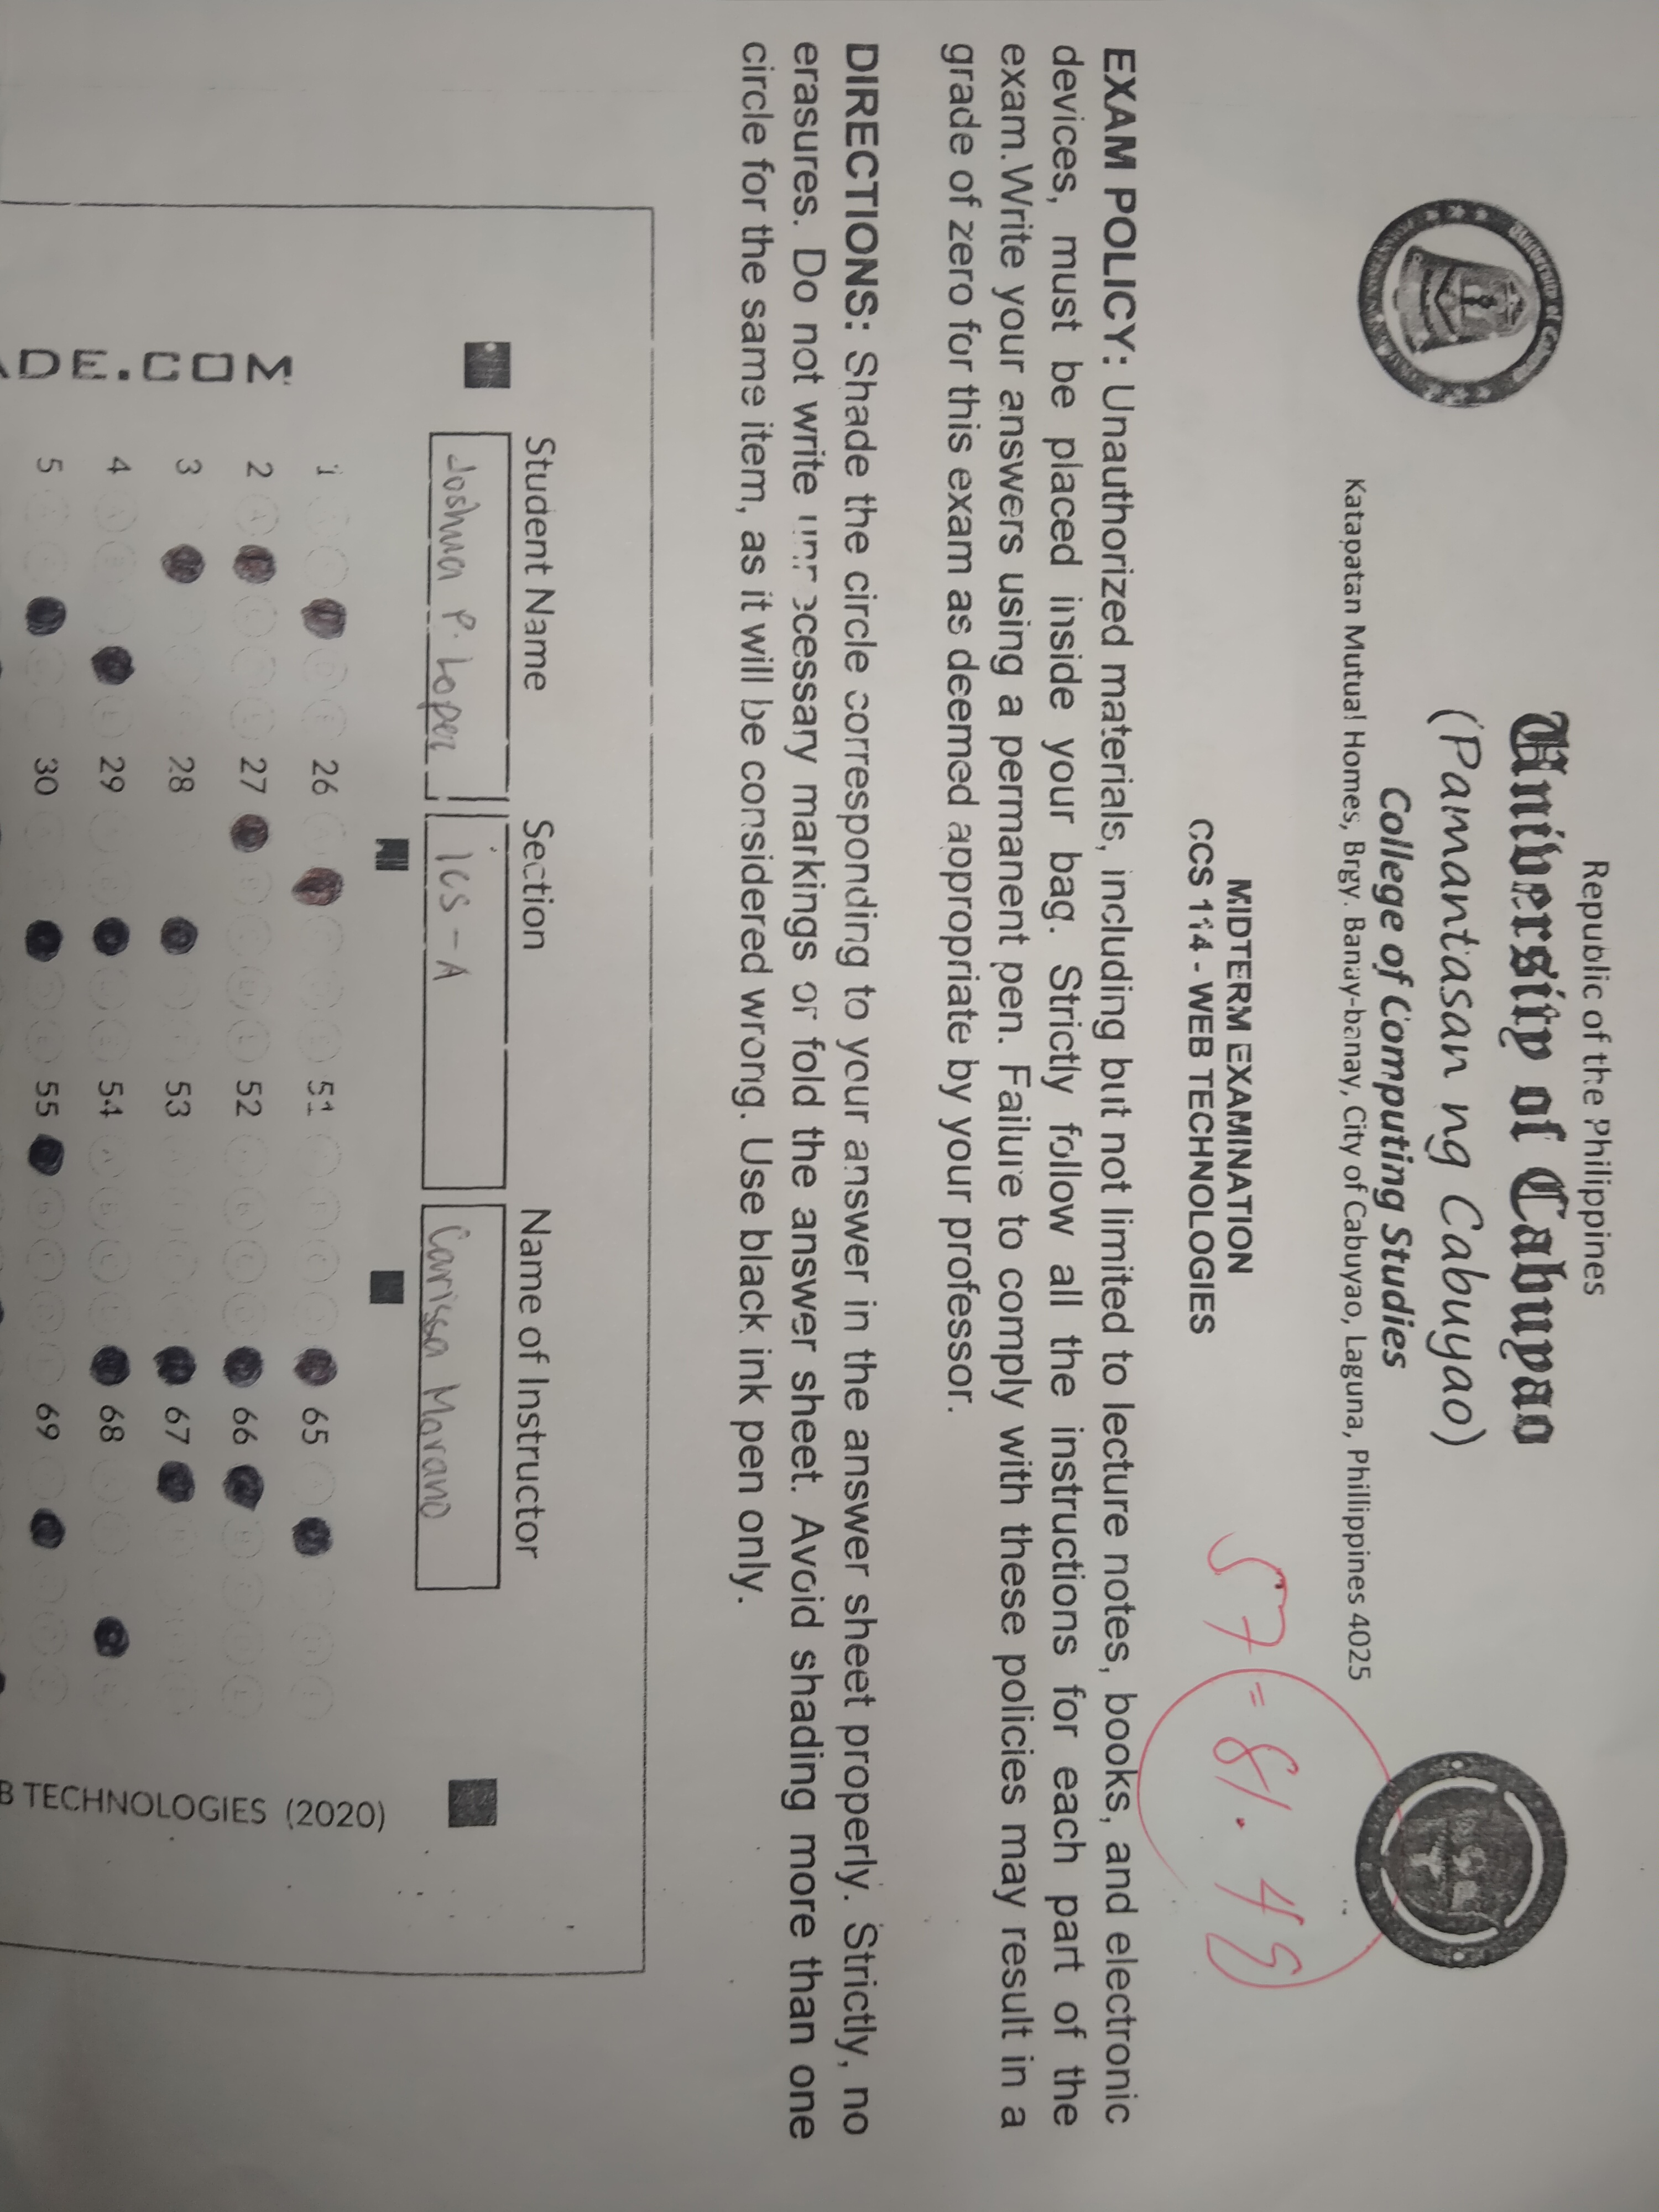 Republic of the Philippines
University of Cabuyao
(Pamantasan ng Cabuyao)
College of Computing Studies
Katapatan Mutual Homes, Brgy. Banay-banay, City of Cabuyao, Laguna, Phillippines 4025
University of Cabuyao
57 = 81.48
MIDTERM EXAMINATION
CCS 114 - WEB TECHNOLOGIES
EXAM POLICY: Unauthorized materials, including but not limited to lecture notes, books, and electronic
devices, must be placed inside your bag. Strictly follow all the instructions for each part of the
exam.Write your answers using a permanent pen. Failure to comply with these policies may result in a
grade of zero for this exam as deemed appropriate by your professor.
DIRECTIONS: Shade the circle corresponding to your answer in the answer sheet properly. Strictly, no
erasures. Do not write unnecessary markings or fold the answer sheet. Avoid shading more than one
circle for the same item, as it will be considered wrong. Use black ink pen only.
Student Name Section Name of Instructor
Joshua P. Lopez 1CS-A Carissa Morano
1 26 51 65
2 27 52 66
3 28 53 67
4 29 54 68
5 30 55 69
ADE.COM
B TECHNOLOGIES (2020)